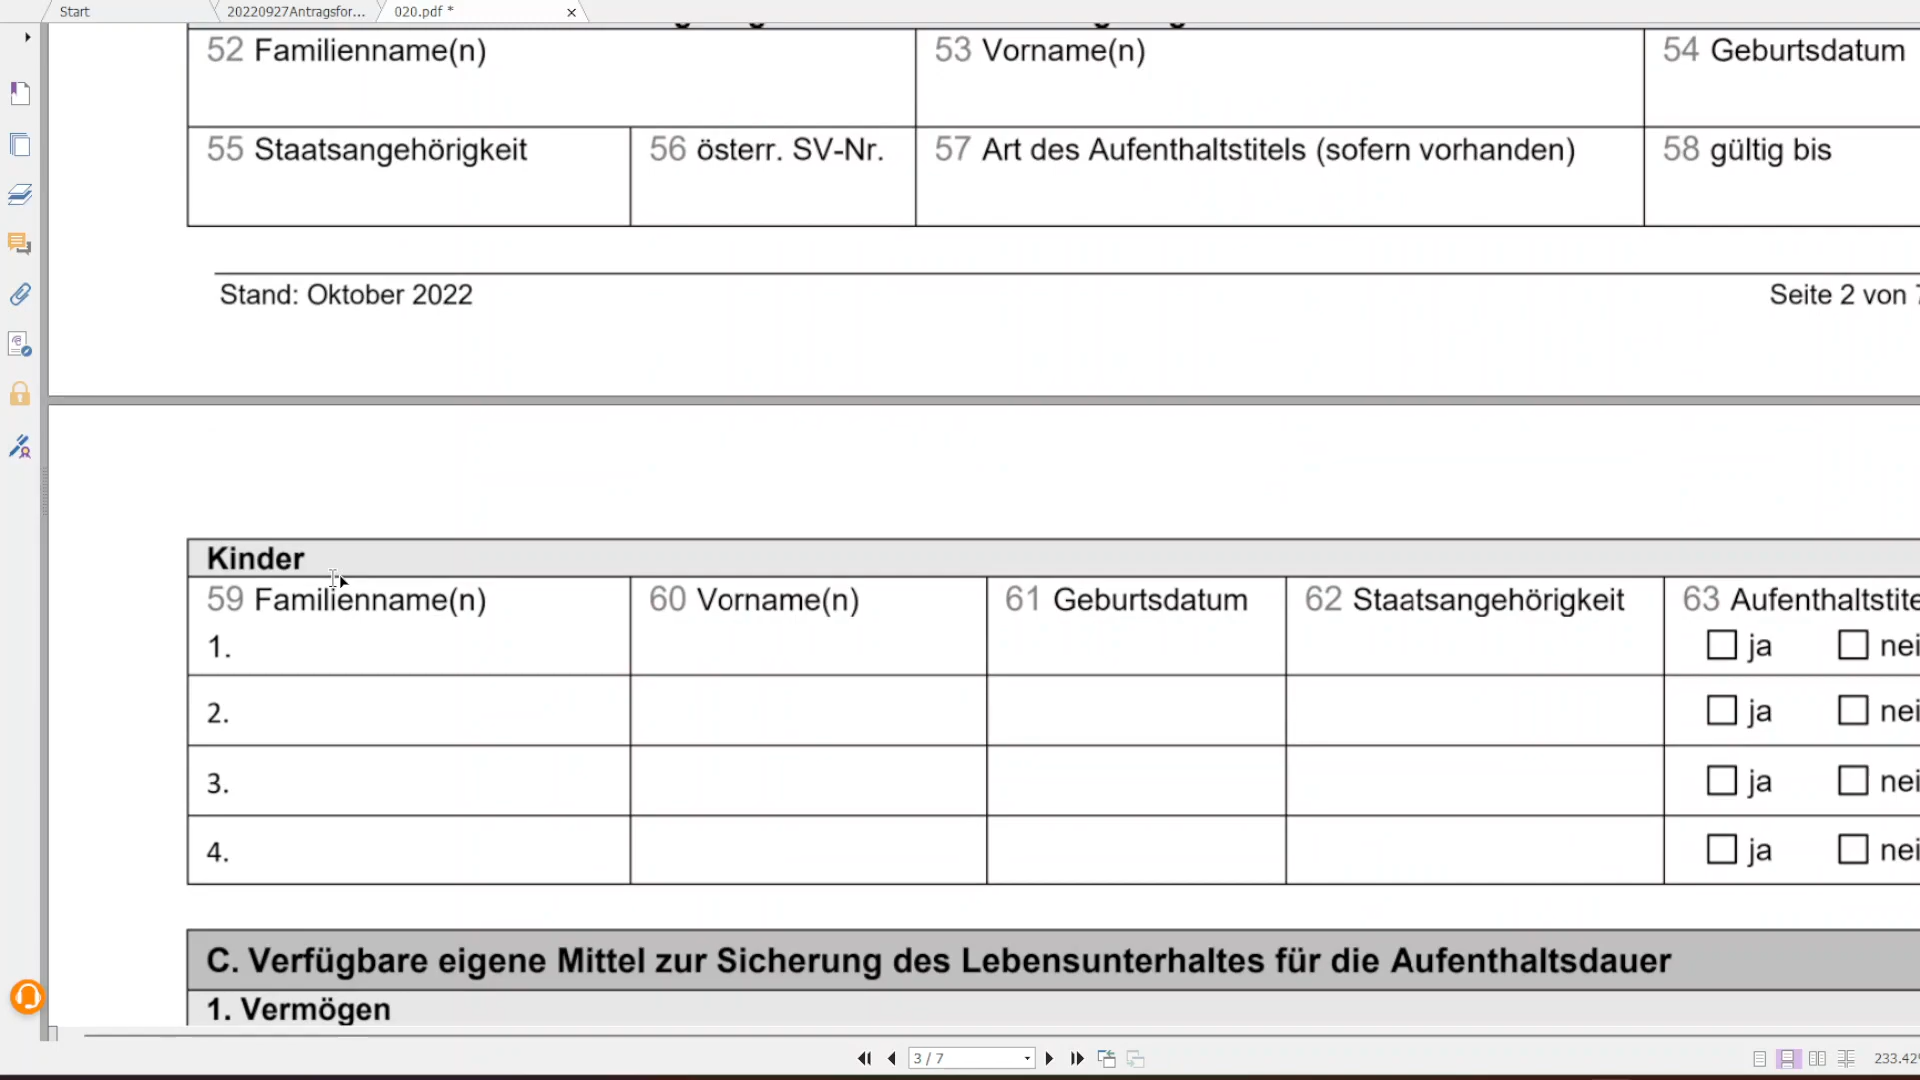 Start
20220927Antragsfor...
020.pdf *
52 Familienname(n)
53 Vorname(n)
54 Geburtsdatum
55 Staatsangehörigkeit
56 österr. SV-Nr.
57 Art des Aufenthaltstitels (sofern vorhanden)
58 gültig bis
Stand: Oktober 2022
Seite 2 von
Kinder
59 Familienname(n)
60 Vorname(n)
61 Geburtsdatum
62 Staatsangehörigkeit
63 Aufenthaltstite
1.
ja
nei
2.
ja
nei
3.
ja
nei
4.
ja
nei
C. Verfügbare eigene Mittel zur Sicherung des Lebensunterhaltes für die Aufenthaltsdauer
1. Vermögen
3 / 7
233.42